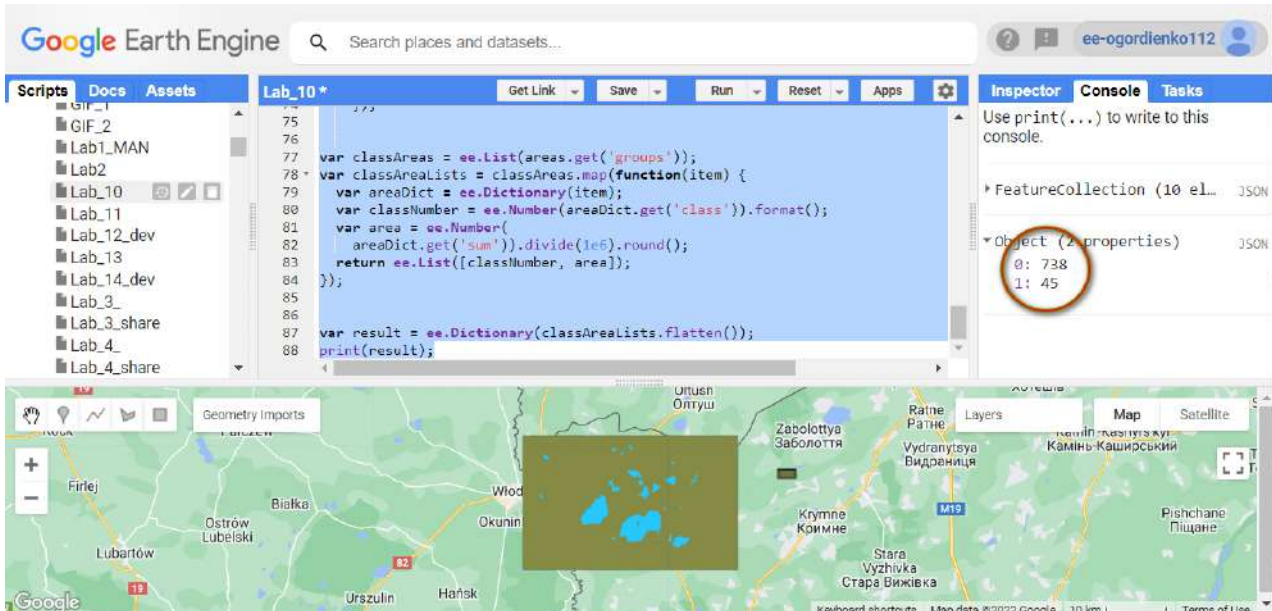 Google Earth Engine
Search places and datasets...
ee-ogordienko112
Scripts Docs Assets
GIF_1
GIF_2
Lab1_MAN
Lab2
Lab_10
Lab_11
Lab_12_dev
Lab_13
Lab_14_dev
Lab_3_
Lab_3_share
Lab_4_
Lab_4_share
Lab_10 *
Get Link Save Run Reset Apps
74 });
75
76
77 var classAreas = ee.List(areas.get('groups'));
78 var classAreaLists = classAreas.map(function(item) {
79 var areaDict = ee.Dictionary(item);
80 var classNumber = ee.Number(areaDict.get('class')).format();
81 var area = ee.Number(
82 areaDict.get('sum')).divide(1e6).round();
83 return ee.List([classNumber, area]);
84 });
85
86
87 var result = ee.Dictionary(classAreaLists.flatten());
88 print(result);
Inspector Console Tasks
Use print(...) to write to this
console.
FeatureCollection (10 el... JSON
Object (2 properties) JSON
0: 738
1: 45
Geometry Imports
Layers
Map Satellite
19
Firlej
Lubartów
19
Ostrów
Lubelski
Białka
82
Urszulin
Hańsk
Włod
Okunin
Ortush
Олтуш
Zabolottya
Заболоття
Ratne
Ратне
Vydranytsya
Видраниця
Kamin-Kashyrs'kyi
Камінь-Каширський
Krymne
Кримне
M19
Stara
Vyzhivka
Стара Вижівка
Pishchane
Піщане
Google
Keyboard shortcuts Map data ©2022 Google 10 km Terms of Use